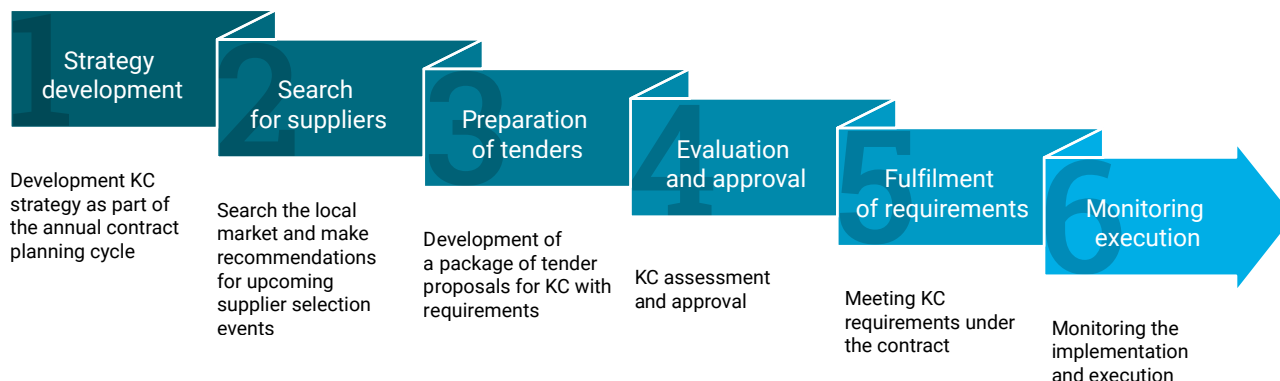 1
Strategy
development
Development KC
strategy as part of
the annual contract
planning cycle
2
Search
for suppliers
Search the local
market and make
recommendations
for upcoming
supplier selection
events
3
Preparation
of tenders
Development of
a package of tender
proposals for KC with
requirements
4
Evaluation
and approval
KC assessment
and approval
5
Fulfilment
of requirements
Meeting KC
requirements under
the contract
6
Monitoring
execution
Monitoring the
implementation
and execution